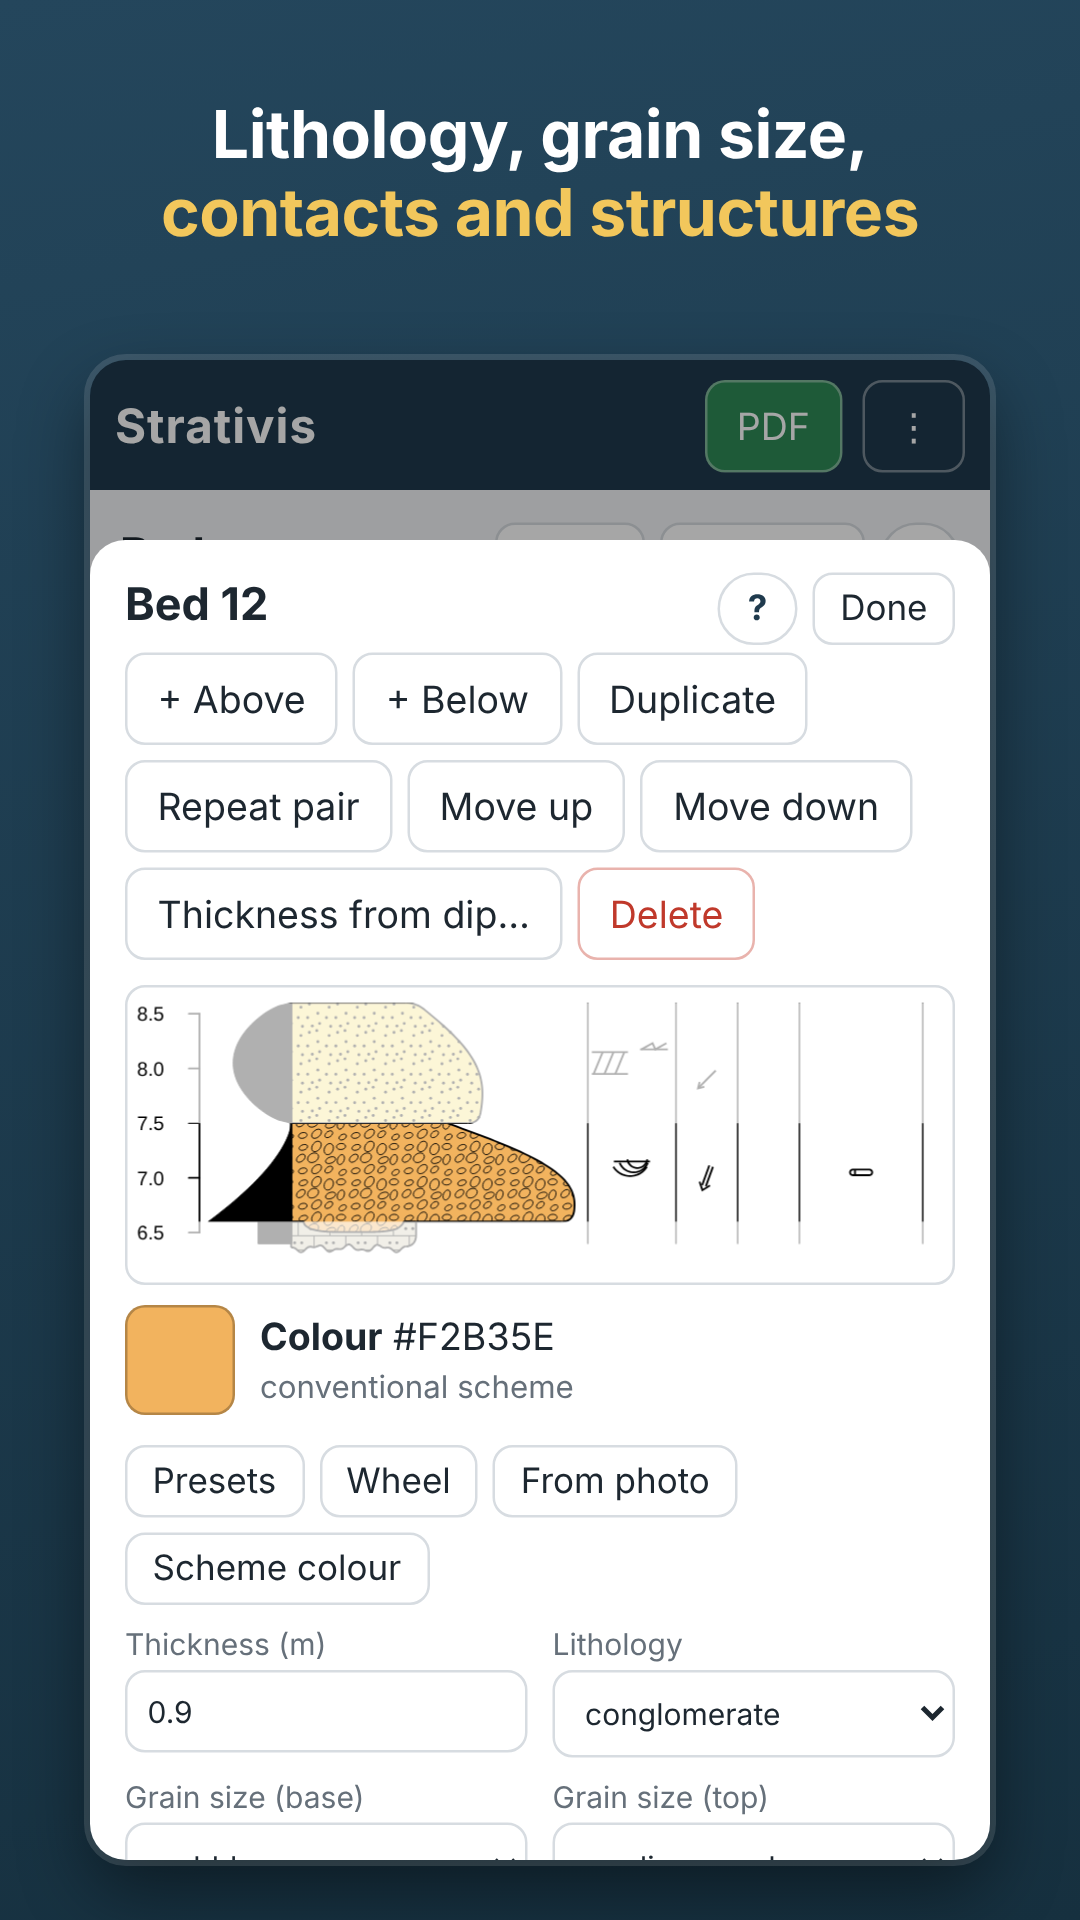 Lithology, grain size,
contacts and structures
Strativis
PDF
⋮
Bed 12
?
Done
+ Above
+ Below
Duplicate
Repeat pair
Move up
Move down
Thickness from dip...
Delete
8.5
8.0
7.5
7.0
6.5
Colour #F2B35E
conventional scheme
Presets
Wheel
From photo
Scheme colour
Thickness (m)
Lithology
0.9
conglomerate
Grain size (base)
Grain size (top)